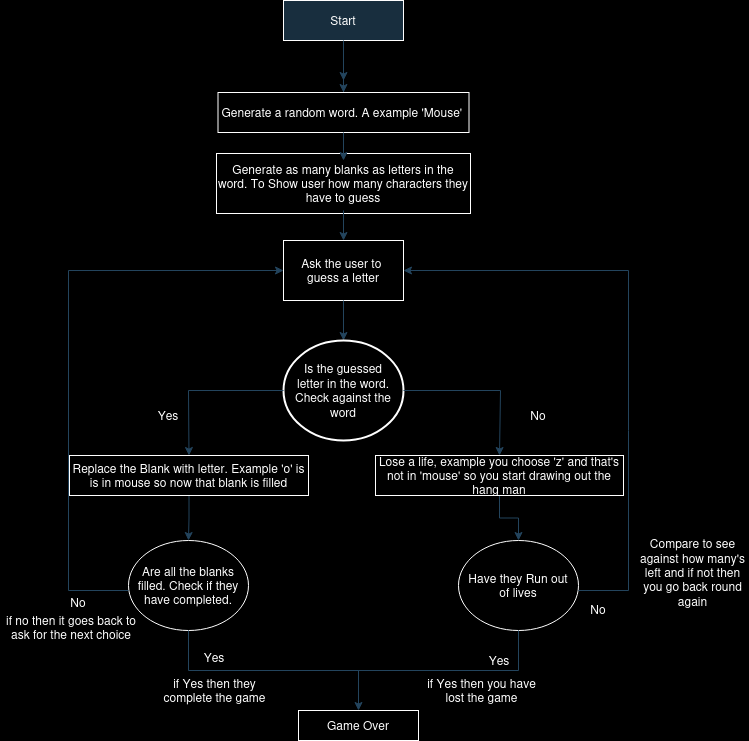 Start
Generate a random word. A example 'Mouse'
Generate as many blanks as letters in the
word. To Show user how many characters they
have to guess
Ask the user to
guess a letter
Is the guessed
letter in the word.
Check against the
word
Yes
No
Replace the Blank with letter. Example 'o' is
is in mouse so now that blank is filled
Lose a life, example you choose 'z' and that's
not in 'mouse' so you start drawing out the
hang man
Are all the blanks
filled. Check if they
have completed.
Have they Run out
of lives
Compare to see
against how many's
left and if not then
you go back round
again
No
if no then it goes back to
ask for the next choice
No
Yes
if Yes then they
complete the game
Yes
if Yes then you have
lost the game
Game Over